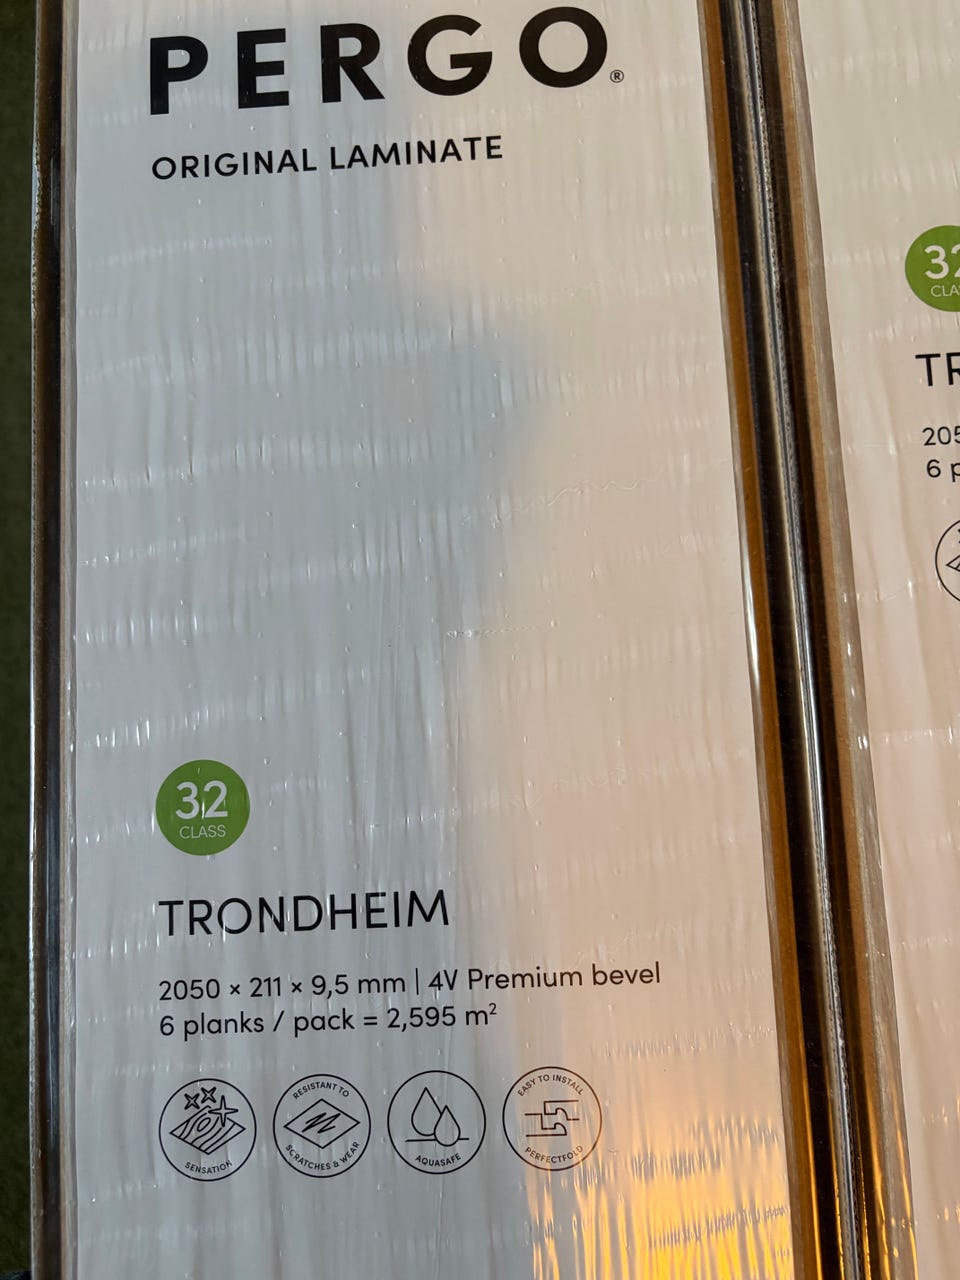 PERGO®
ORIGINAL LAMINATE
32
CLASS
TRONDHEIM
2050 × 211 × 9,5 mm | 4V Premium bevel
6 planks / pack = 2,595 m²
SENSATION
RESISTANT TO
SCRATCHES & WEAR
AQUASAFE
EASY TO INSTALL
PERFECTFOLD
32
CLA
TR
205
6 p